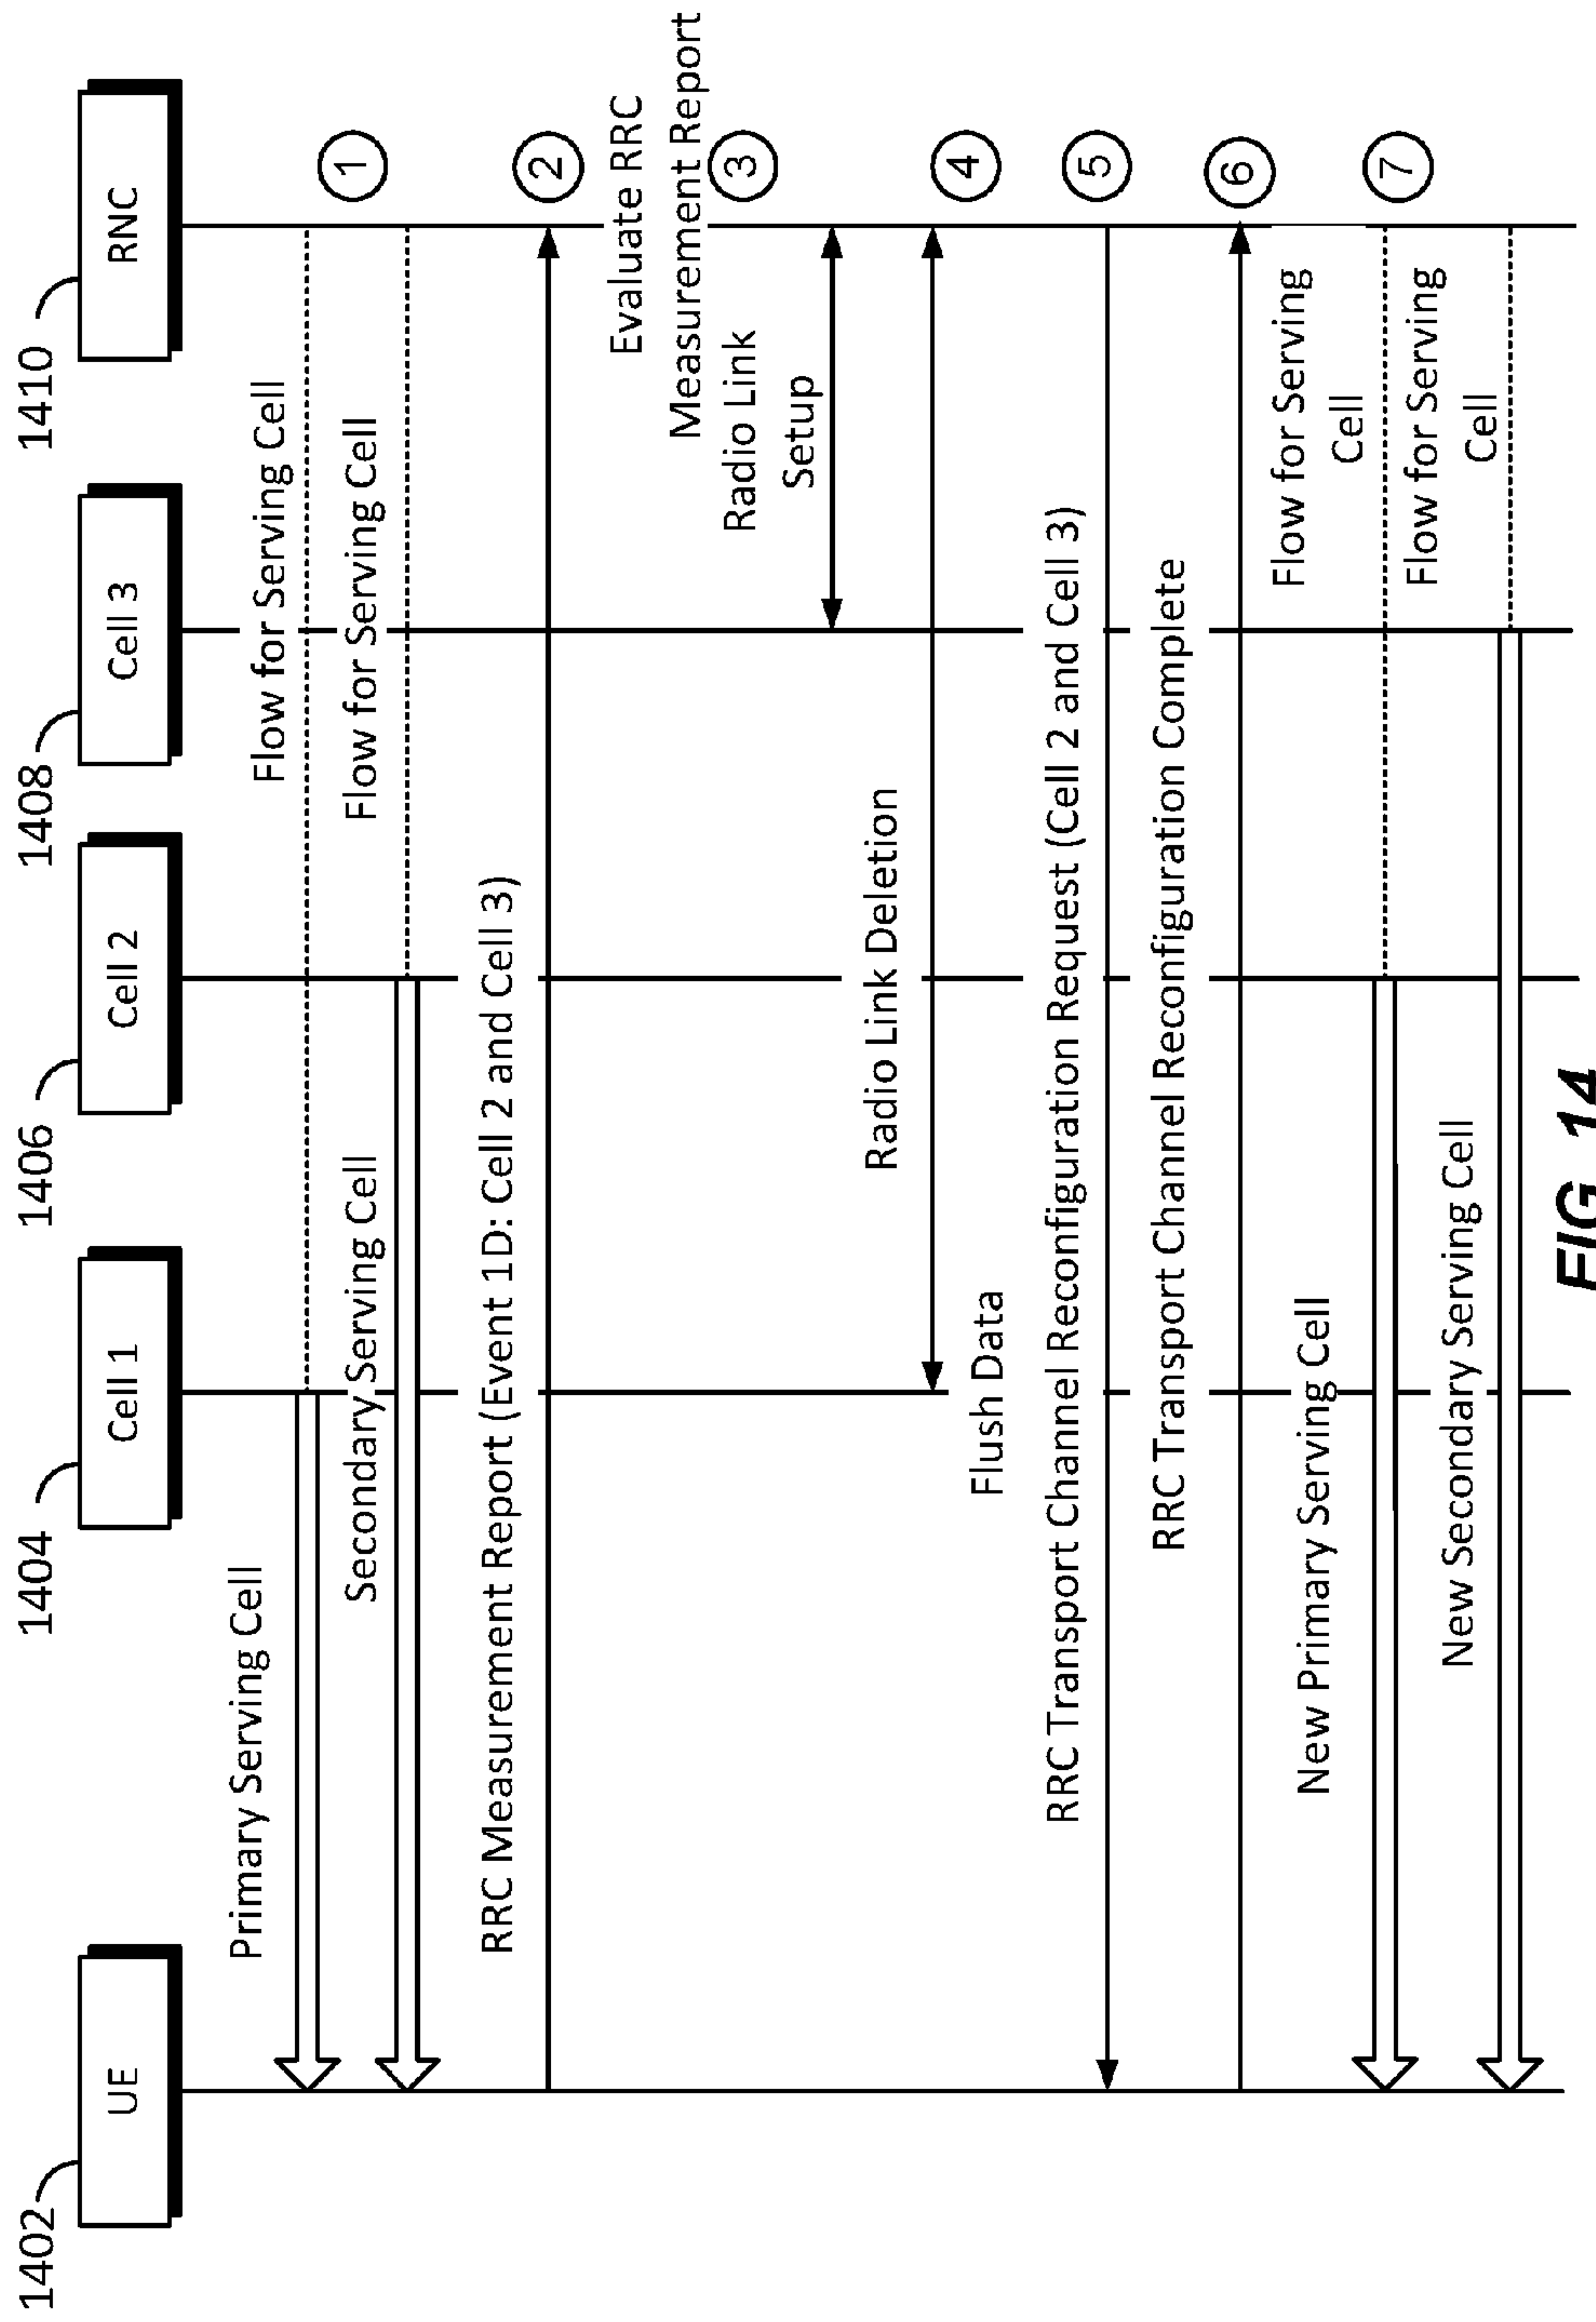 1402
1404
1406
1408
1410
UE
Cell 1
Cell 2
Cell 3
RNC
Primary Serving Cell
Flow for Serving Cell
1
Secondary Serving Cell
Flow for Serving Cell
RRC Measurement Report (Event 1D: Cell 2 and Cell 3)
2
Evaluate RRC
Measurement Report
Radio Link
Setup
3
Radio Link Deletion
4
Flush Data
RRC Transport Channel Reconfiguration Request (Cell 2 and Cell 3)
5
RRC Transport Channel Reconfiguration Complete
6
New Primary Serving Cell
Flow for Serving
Cell
7
New Secondary Serving Cell
Flow for Serving
Cell
FIG. 14